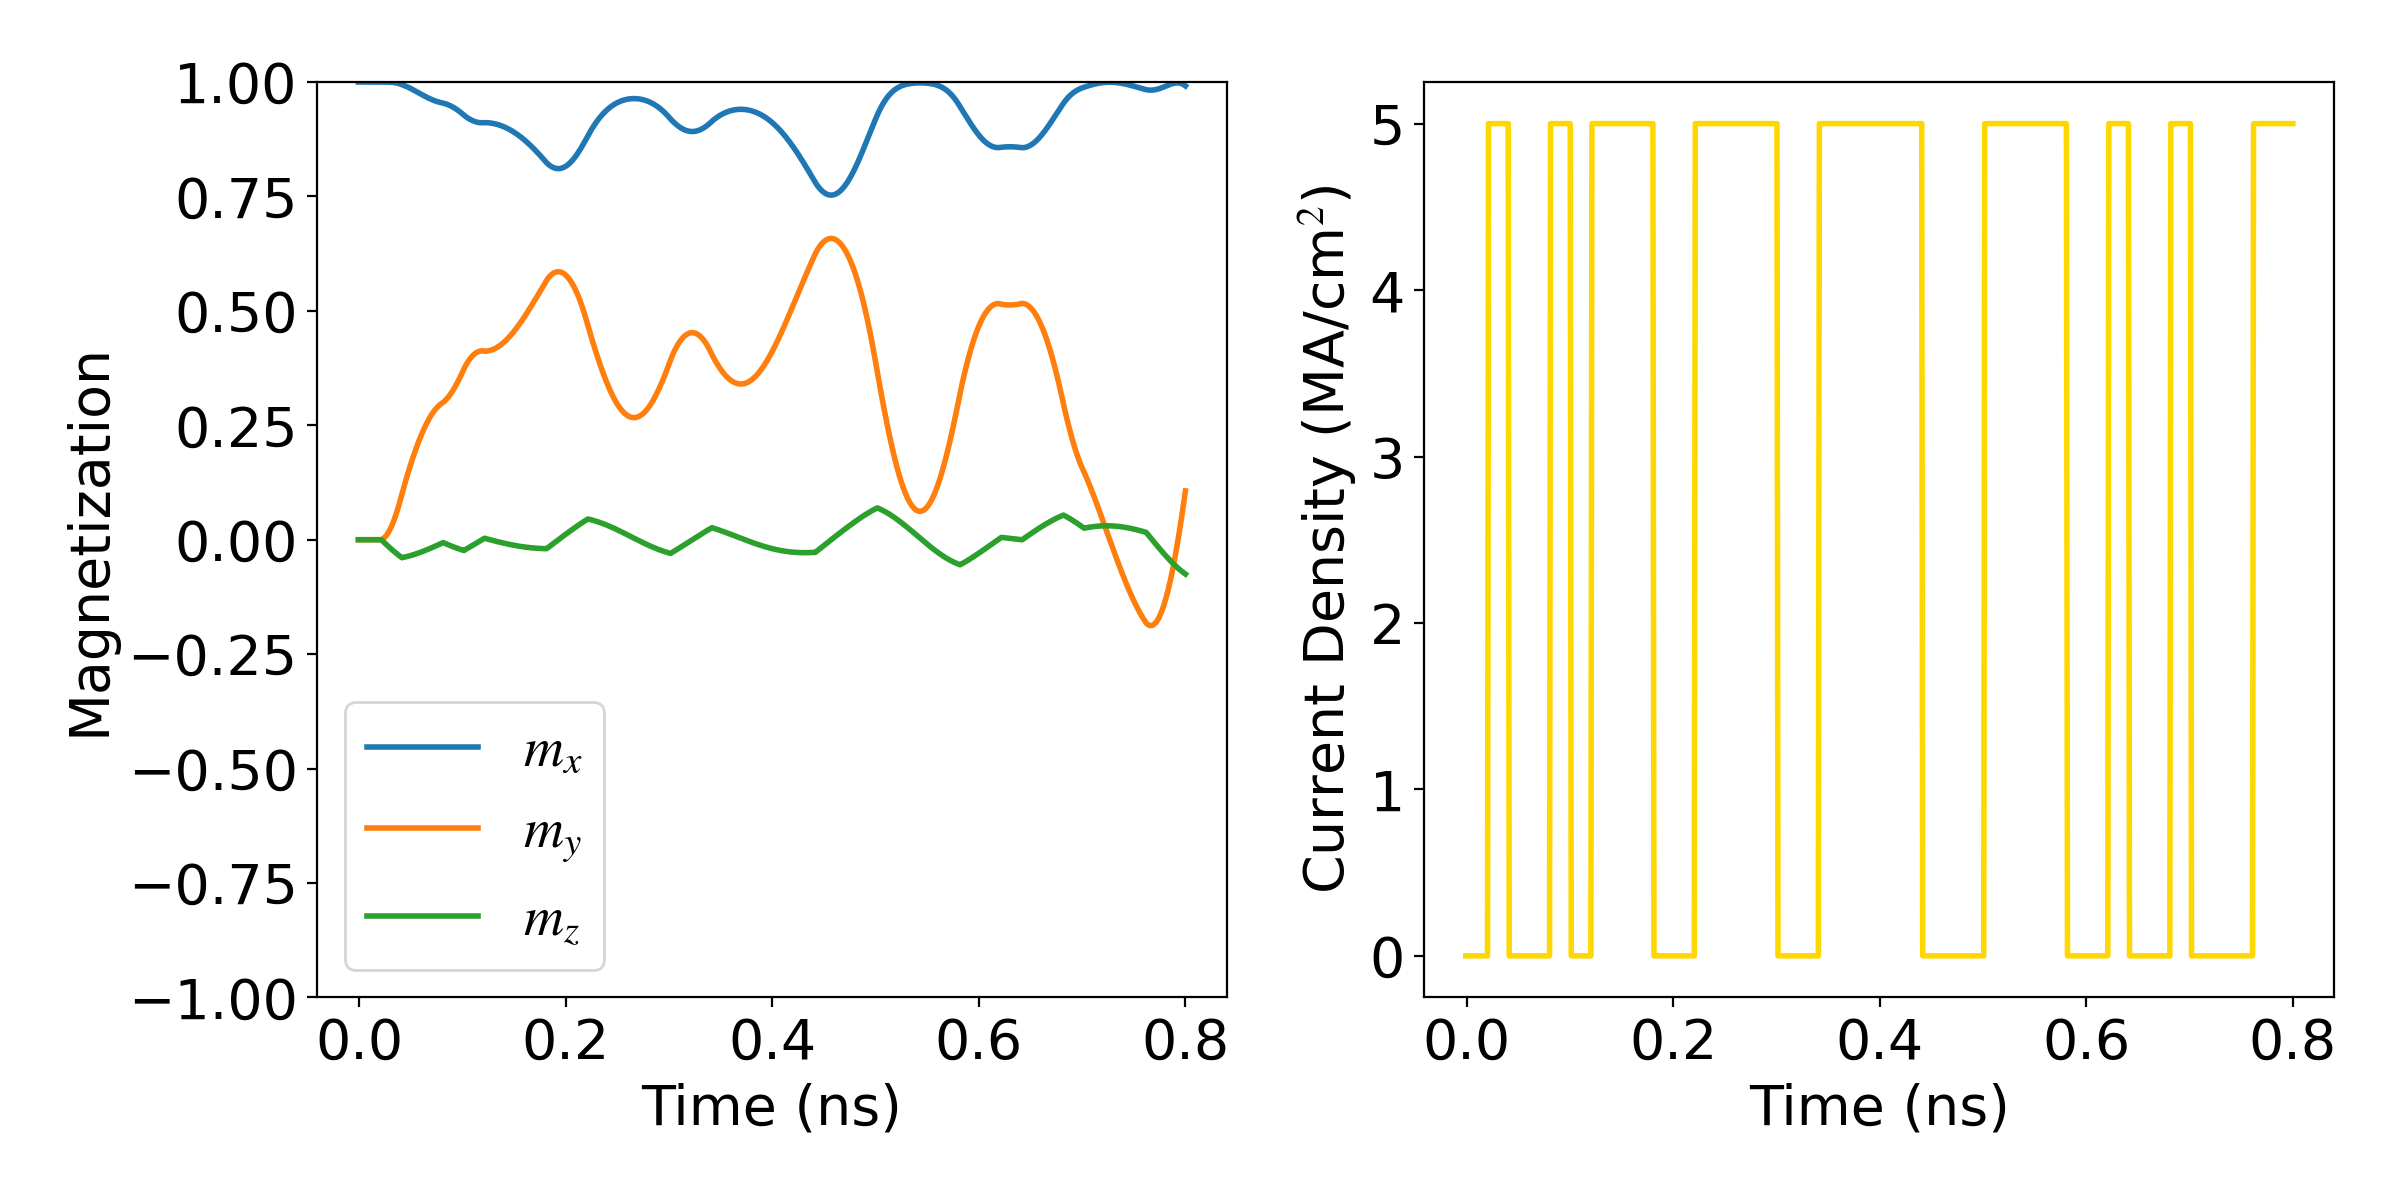 1.00
0.75
0.50
0.25
0.00
−0.25
−0.50
−0.75
−1.00
Magnetization
m_x
m_y
m_z
0.0 0.2 0.4 0.6 0.8
Time (ns)
5
4
3
2
1
0
Current Density (MA/cm²)
0.0 0.2 0.4 0.6 0.8
Time (ns)